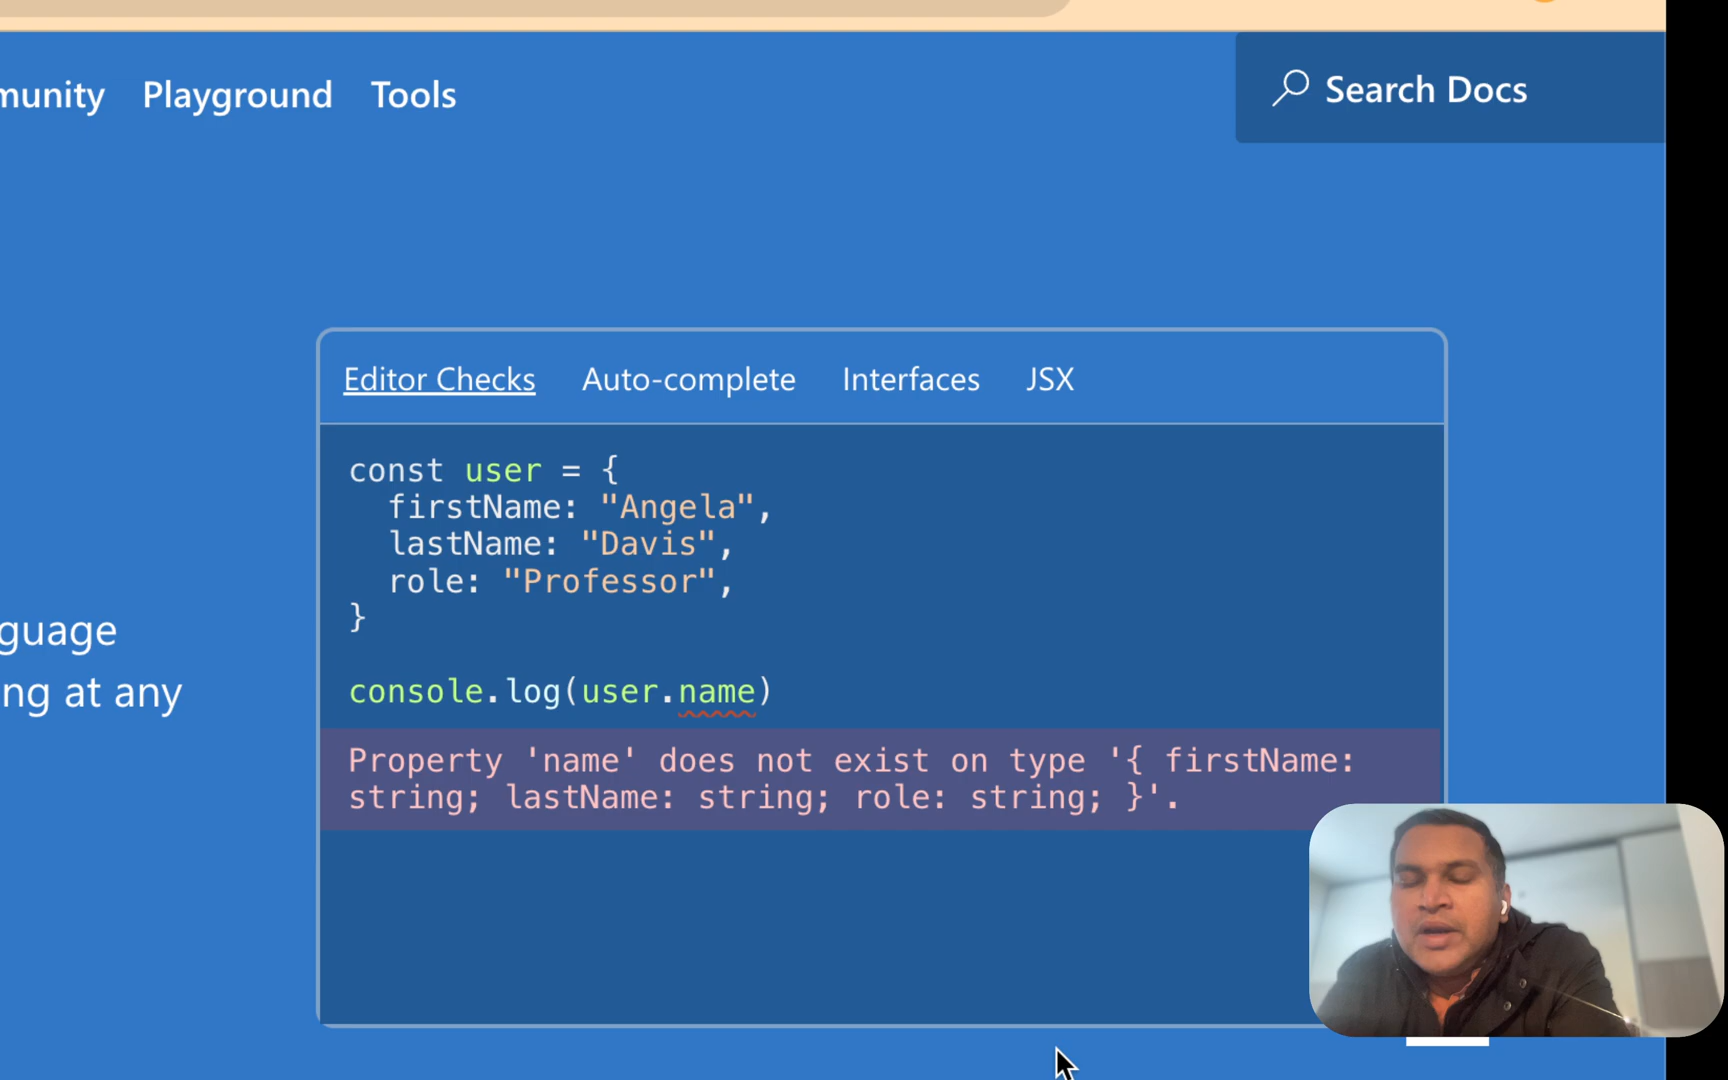 munity Playground Tools
Search Docs
Editor Checks Auto-complete Interfaces JSX
const user = {
  firstName: "Angela",
  lastName: "Davis",
  role: "Professor",
}
console.log(user.name)
Property 'name' does not exist on type '{ firstName:
string; lastName: string; role: string; }'.
guage
ng at any